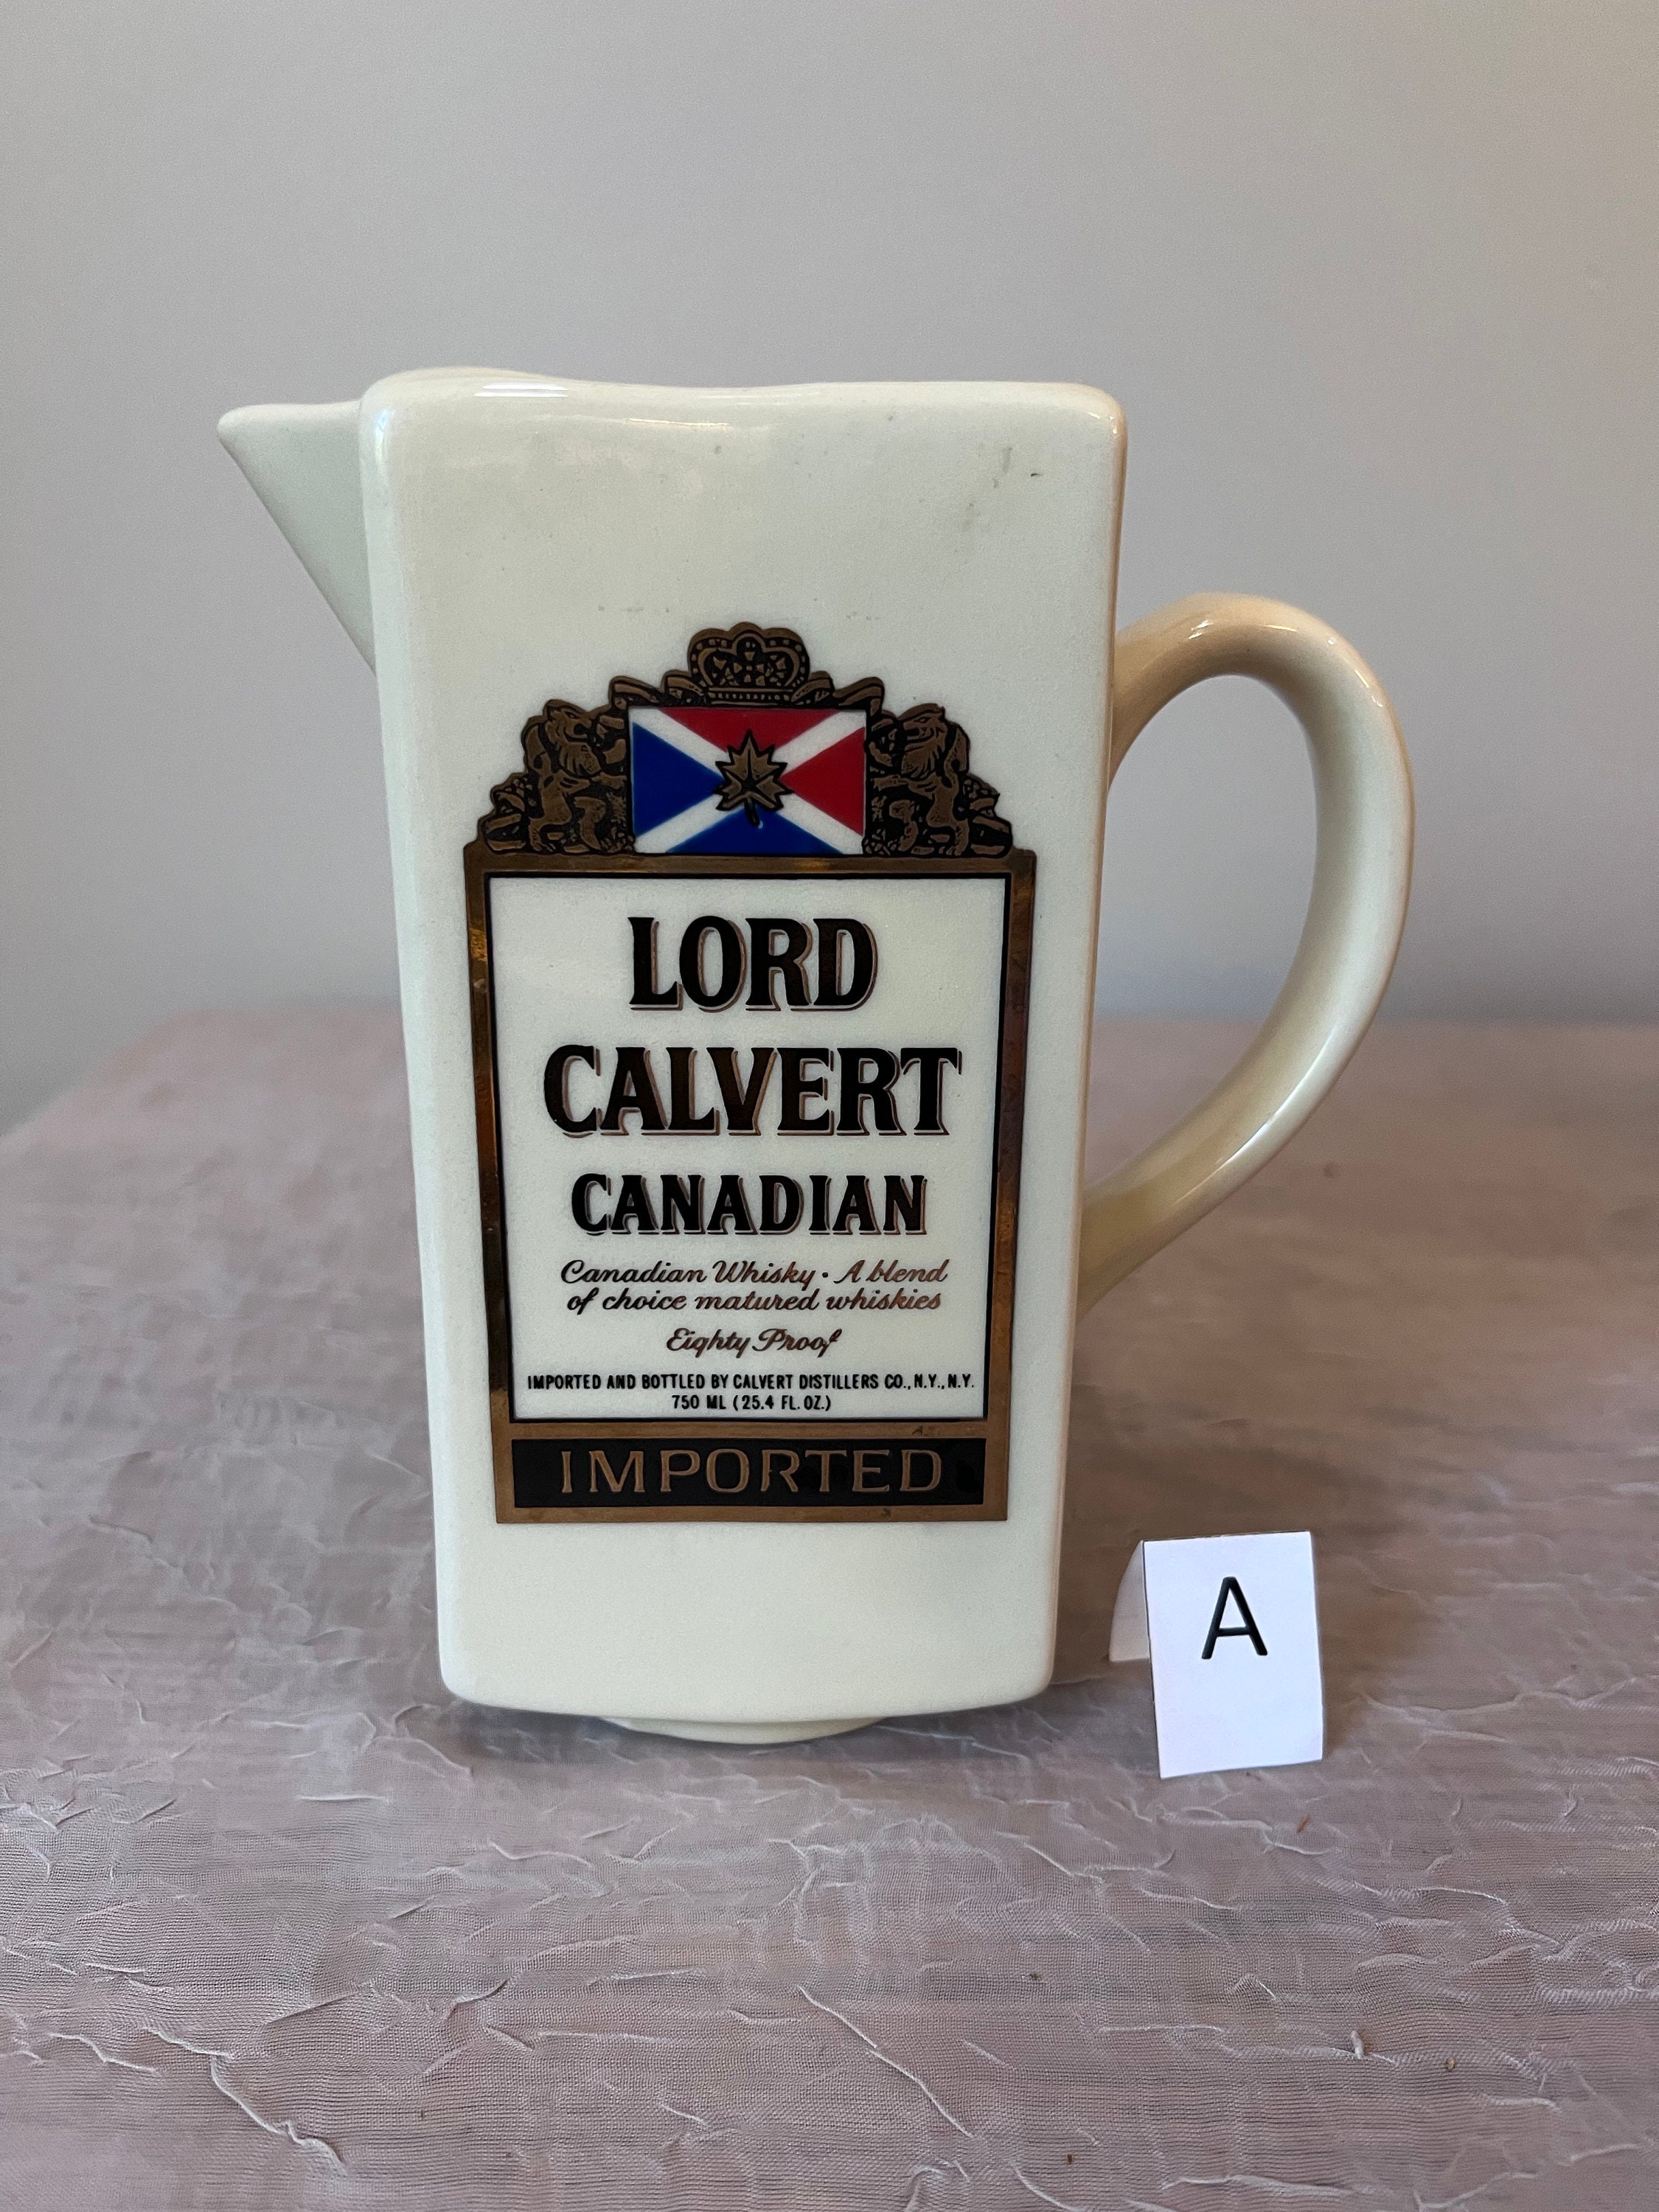 LORD
CALVERT
CANADIAN
Canadian Whisky · A blend
of choice matured whiskies
Eighty Proof
IMPORTED AND BOTTLED BY CALVERT DISTILLERS CO., N.Y., N.Y.
750 ML (25.4 FL. OZ.)
IMPORTED
A